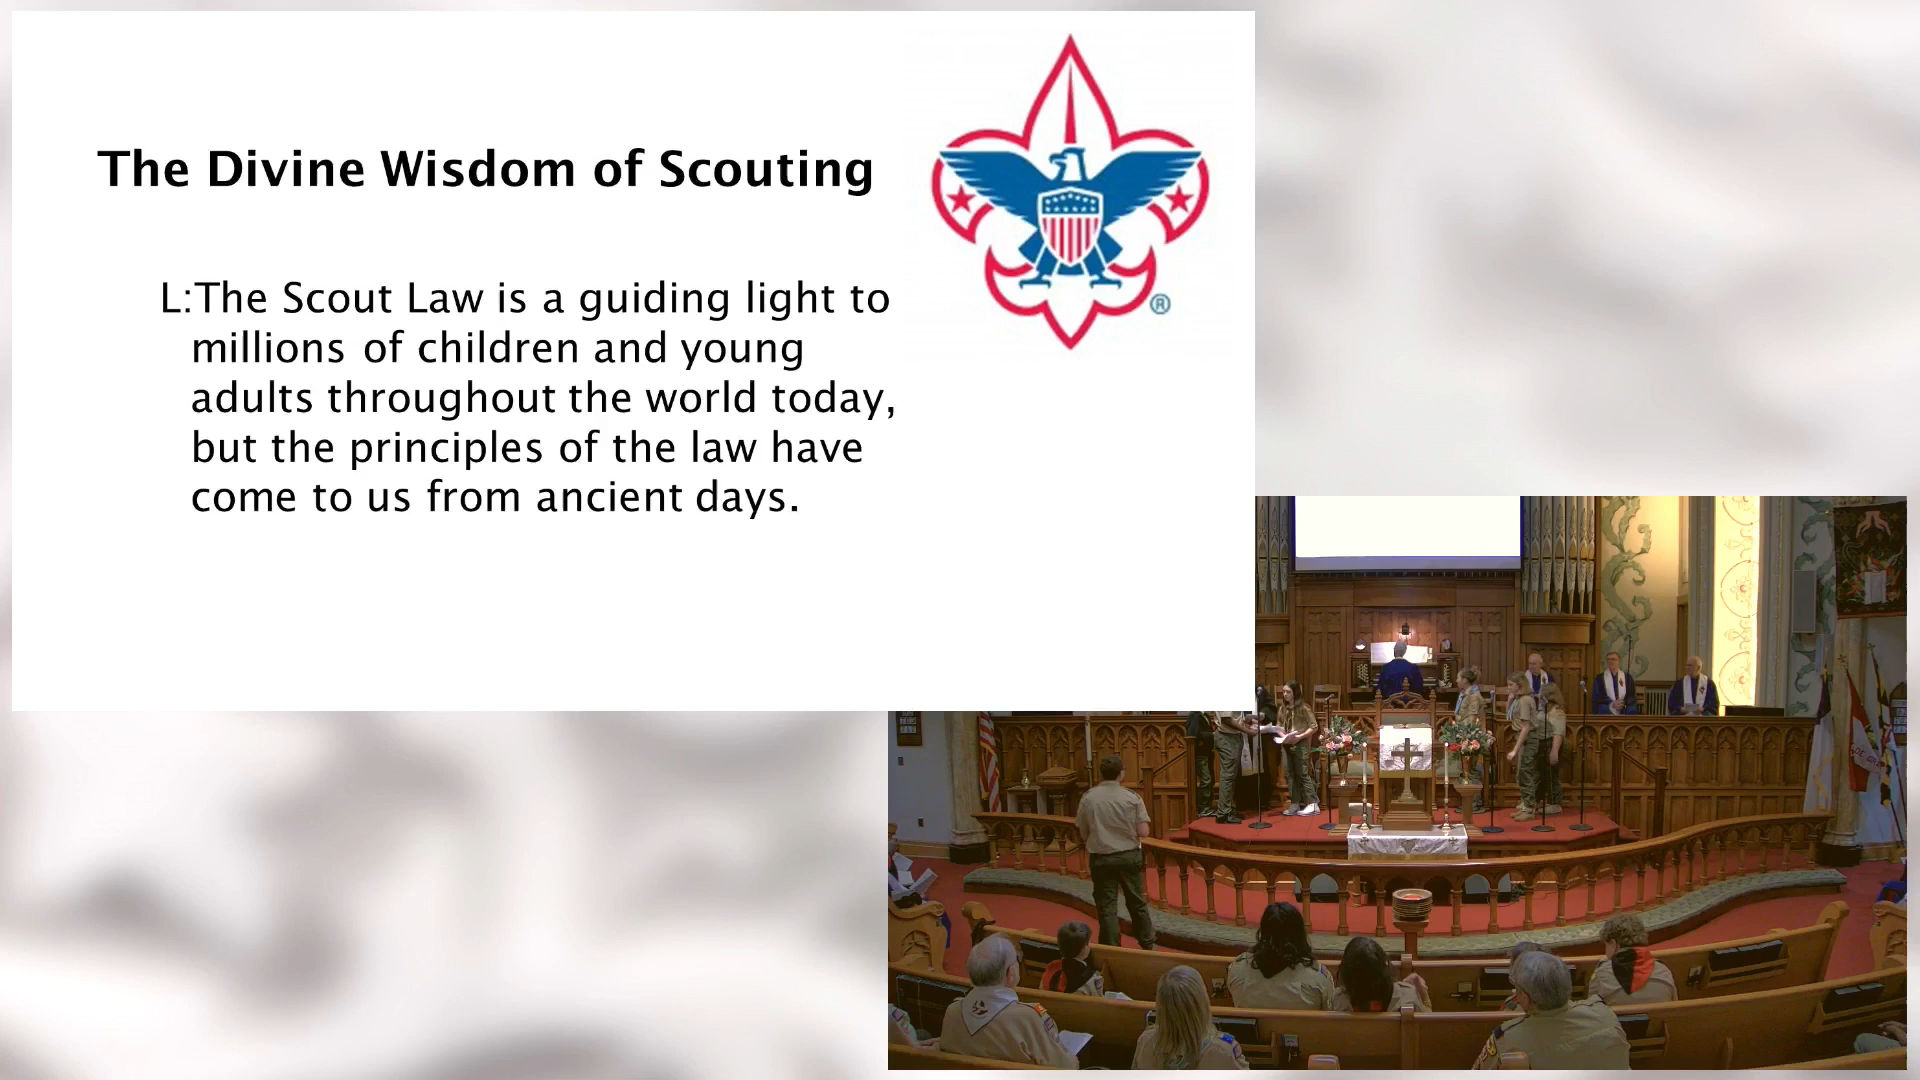 The Divine Wisdom of Scouting
L:The Scout Law is a guiding light to
millions of children and young
adults throughout the world today,
but the principles of the law have
come to us from ancient days.
®